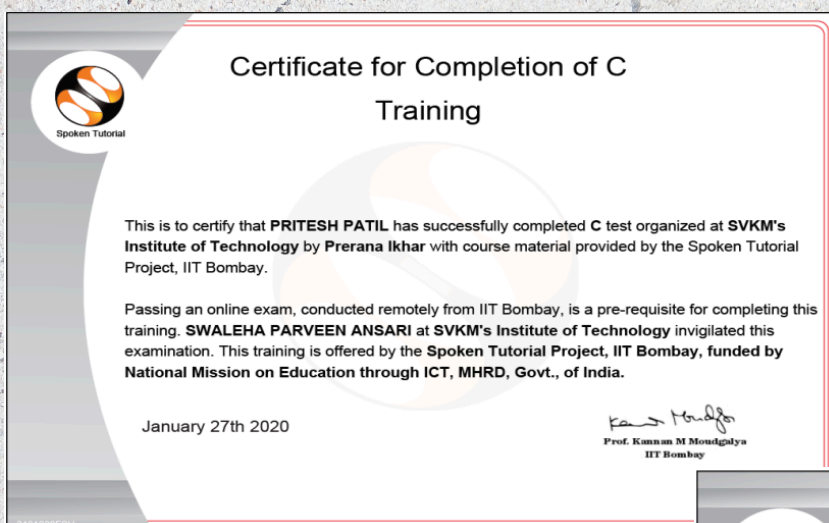 Certificate for Completion of C
Training
Spoken Tutorial
This is to certify that PRITESH PATIL has successfully completed C test organized at SVKM's
Institute of Technology by Prerana Ikhar with course material provided by the Spoken Tutorial
Project, IIT Bombay.
Passing an online exam, conducted remotely from IIT Bombay, is a pre-requisite for completing this
training. SWALEHA PARVEEN ANSARI at SVKM's Institute of Technology invigilated this
examination. This training is offered by the Spoken Tutorial Project, IIT Bombay, funded by
National Mission on Education through ICT, MHRD, Govt., of India.
January 27th 2020
Prof. Kannan M Moudgalya
IIT Bombay